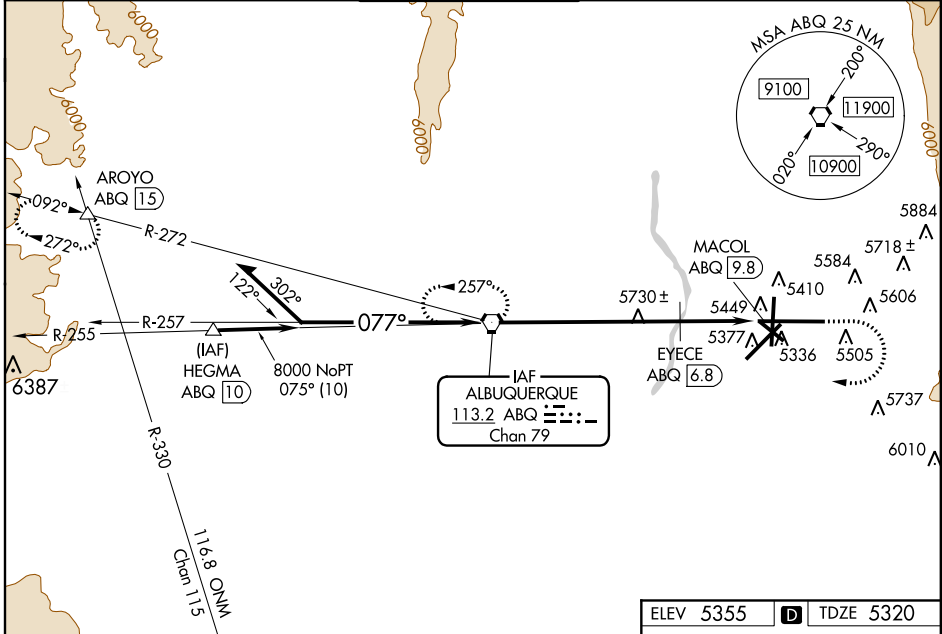 6000
6000
6000
6000
MSA ABQ 25 NM
200°
9100
11900
290°
020°
10900
AROYO
ABQ 15
092°
272°
R-272
302°
122°
257°
R-257
077°
R-255
(IAF)
HEGMA
ABQ 10
8000 NoPT
075° (10)
6387
IAF
ALBUQUERQUE
113.2 ABQ
Chan 79
5730 ±
EYECE
ABQ 6.8
MACOL
ABQ 9.8
5884
5718 ±
5584
5410
5449
5606
5377
5336
5505
5737
6010
R-330
116.8 ONM
Chan 115
ELEV 5355 D TDZE 5320